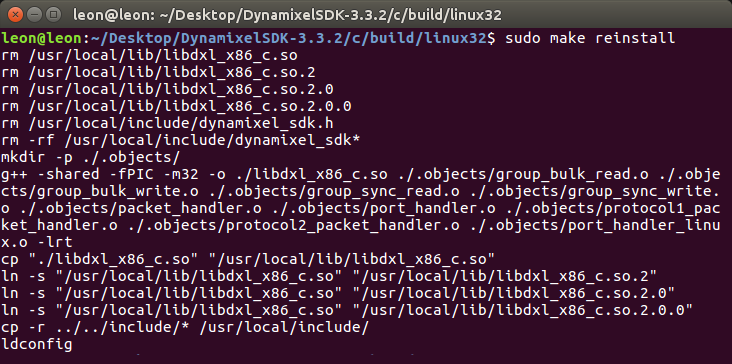 leon@leon: ~/Desktop/DynamixelSDK-3.3.2/c/build/linux32
leon@leon:~/Desktop/DynamixelSDK-3.3.2/c/build/linux32$ sudo make reinstall
rm /usr/local/lib/libdxl_x86_c.so
rm /usr/local/lib/libdxl_x86_c.so.2
rm /usr/local/lib/libdxl_x86_c.so.2.0
rm /usr/local/lib/libdxl_x86_c.so.2.0.0
rm /usr/local/include/dynamixel_sdk.h
rm -rf /usr/local/include/dynamixel_sdk*
mkdir -p ./.objects/
g++ -shared -fPIC -m32 -o ./libdxl_x86_c.so ./.objects/group_bulk_read.o ./.obje
cts/group_bulk_write.o ./.objects/group_sync_read.o ./.objects/group_sync_write.
o ./.objects/packet_handler.o ./.objects/port_handler.o ./.objects/protocol1_pac
ket_handler.o ./.objects/protocol2_packet_handler.o ./.objects/port_handler_linu
x.o -lrt
cp "./libdxl_x86_c.so" "/usr/local/lib/libdxl_x86_c.so"
ln -s "/usr/local/lib/libdxl_x86_c.so" "/usr/local/lib/libdxl_x86_c.so.2"
ln -s "/usr/local/lib/libdxl_x86_c.so" "/usr/local/lib/libdxl_x86_c.so.2.0"
ln -s "/usr/local/lib/libdxl_x86_c.so" "/usr/local/lib/libdxl_x86_c.so.2.0.0"
cp -r ../../include/* /usr/local/include/
ldconfig